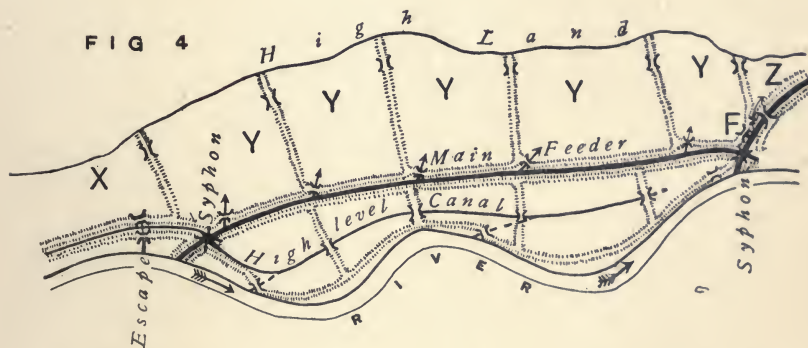 FIG 4
High Land
X
Y
Y
Y
Y
Y
Z
F
Syphon
Main Feeder
High level Canal
Escape
RIVER
Syphon